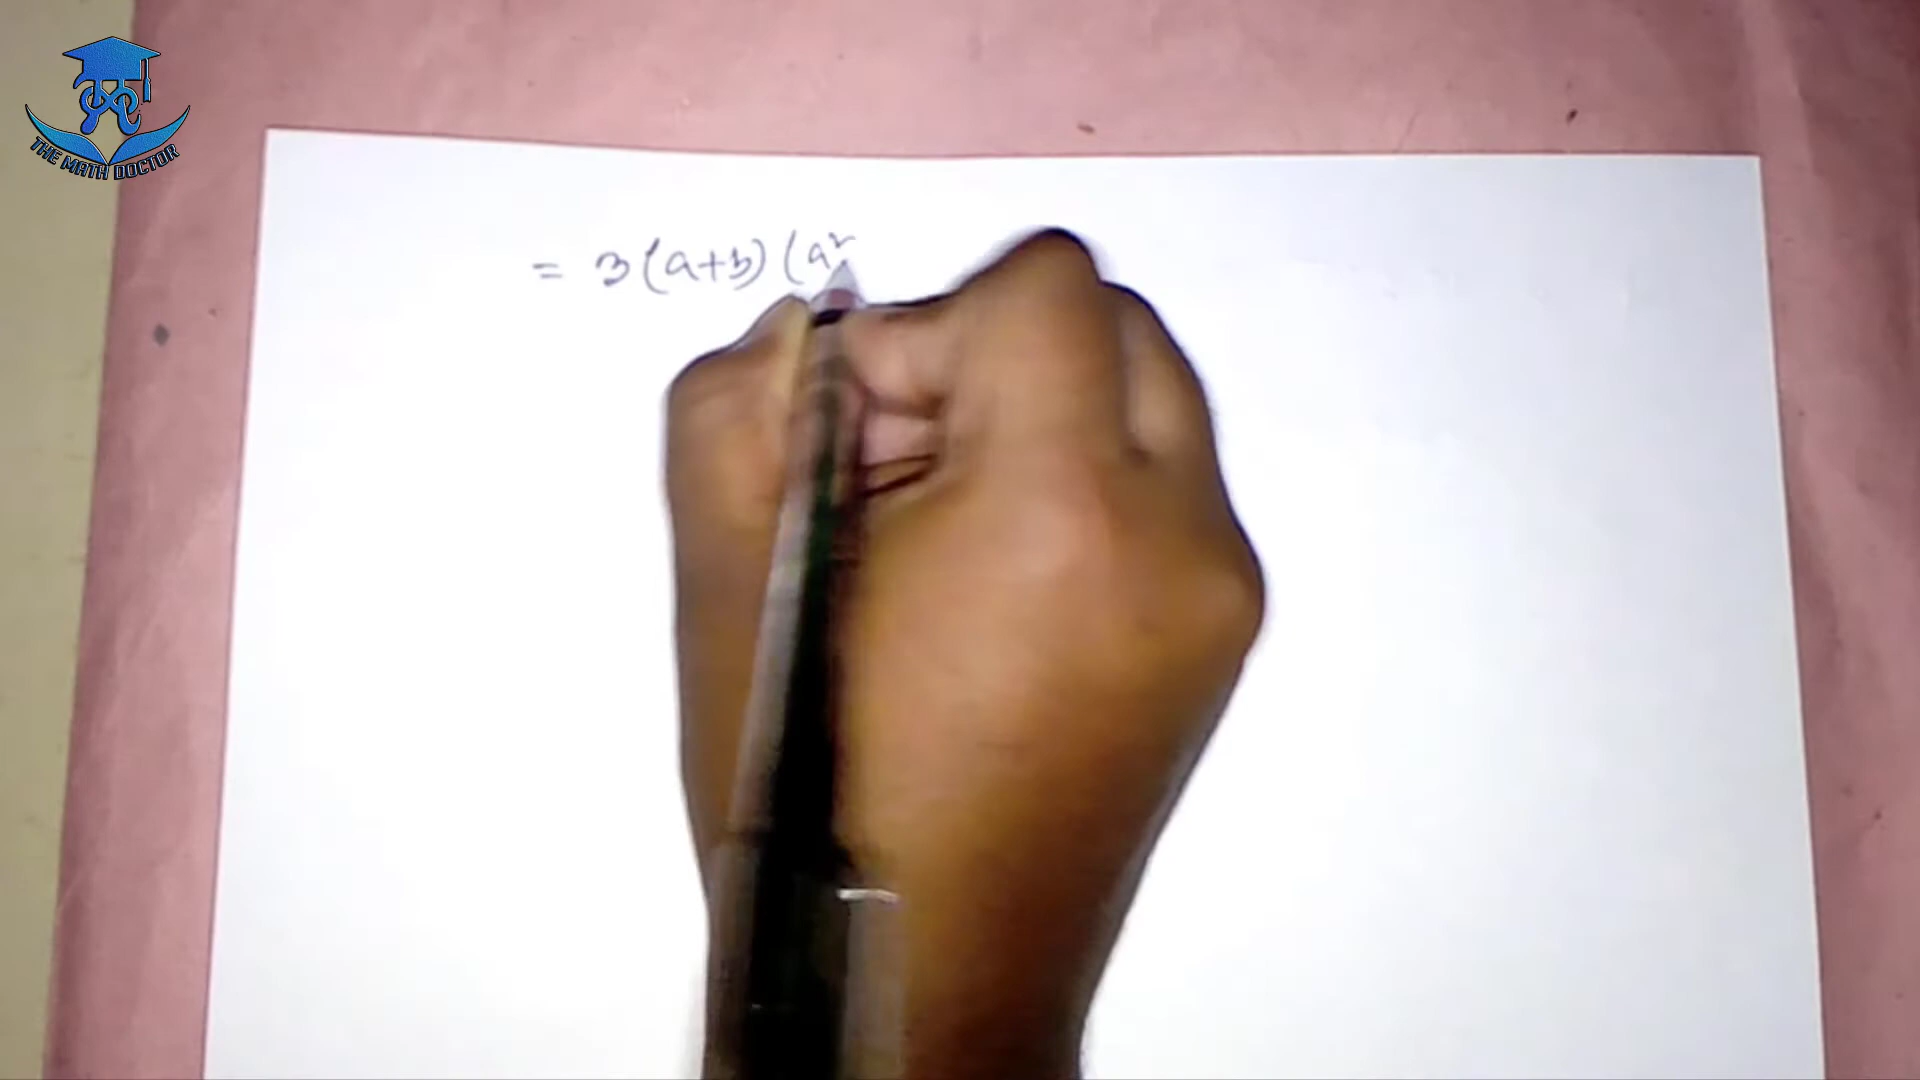 THE MATH DOCTOR
= 3(a+b)(a²